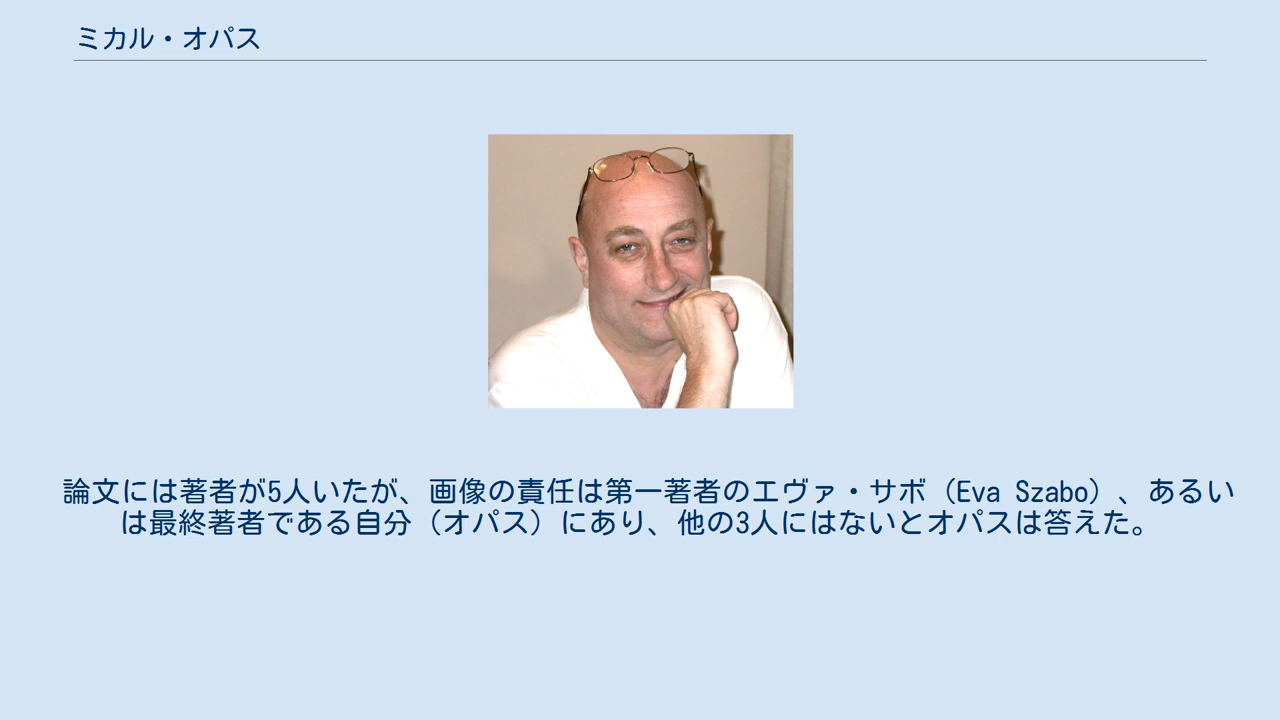 ミカル・オパス
論文には著者が5人いたが、画像の責任は第一著者のエヴァ・サボ（Eva Szabo）、あるい
は最終著者である自分（オパス）にあり、他の3人にはないとオパスは答えた。